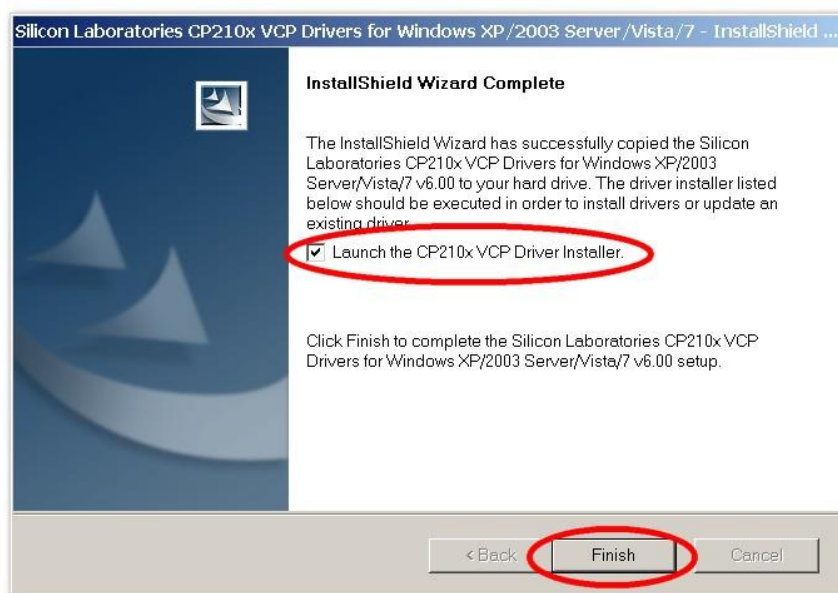 Silicon Laboratories CP210x VCP Drivers for Windows XP/2003 Server/Vista/7 - InstallShield ...
InstallShield Wizard Complete
The InstallShield Wizard has successfully copied the Silicon
Laboratories CP210x VCP Drivers for Windows XP/2003
Server/Vista/7 v6.00 to your hard drive. The driver installer listed
below should be executed in order to install drivers or update an
existing driver.
Launch the CP210x VCP Driver Installer.
Click Finish to complete the Silicon Laboratories CP210x VCP
Drivers for Windows XP/2003 Server/Vista/7 v6.00 setup.
< Back
Finish
Cancel